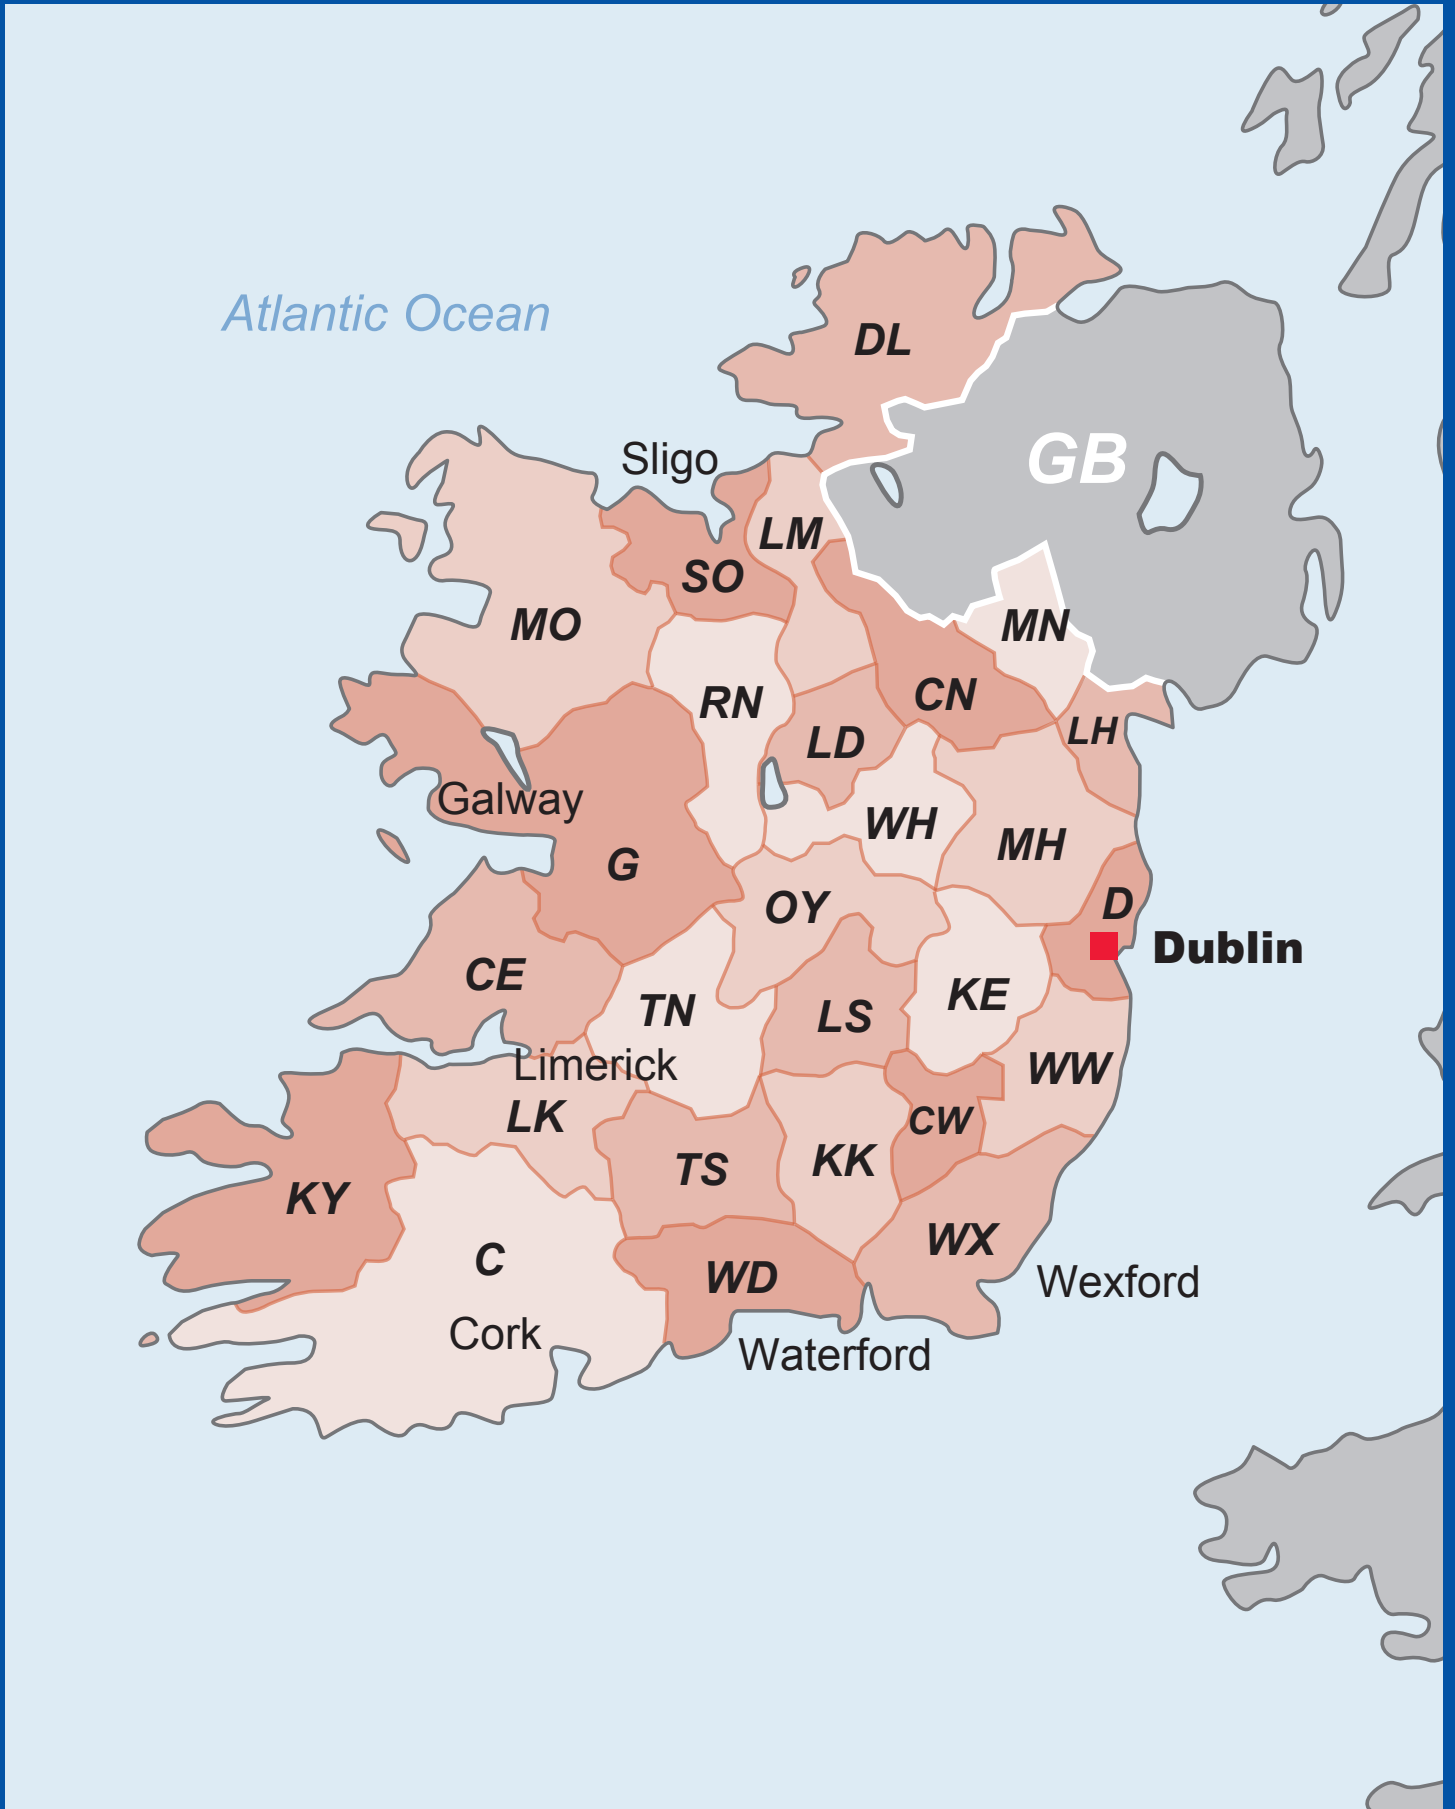 Atlantic Ocean
DL
GB
Sligo
LM
SO
MO
MN
RN
CN
LH
LD
Galway
WH
MH
G
OY
D
Dublin
CE
TN
LS
KE
Limerick
WW
LK
CW
TS
KK
KY
WX
C
WD
Wexford
Cork
Waterford